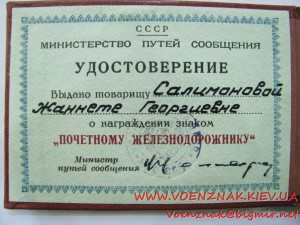 СССР
МИНИСТЕРСТВО ПУТЕЙ СООБЩЕНИЯ
УДОСТОВЕРЕНИЕ
Выдано товарищу Салимановой
Жаннете Георгиевне
о награждении знаком
„ПОЧЕТНОМУ ЖЕЛЕЗНОДОРОЖНИКУ"
Министр
путей сообщения
WWW.VOENZNAK.KIEV.UA
Voenznak@bigmir.net